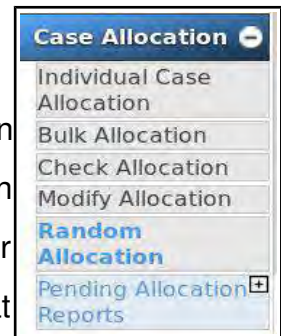 Case Allocation
Individual Case
Allocation
n
Bulk Allocation
Check Allocation
n
Modify Allocation
r
Random
Allocation
Pending Allocation
t
Reports